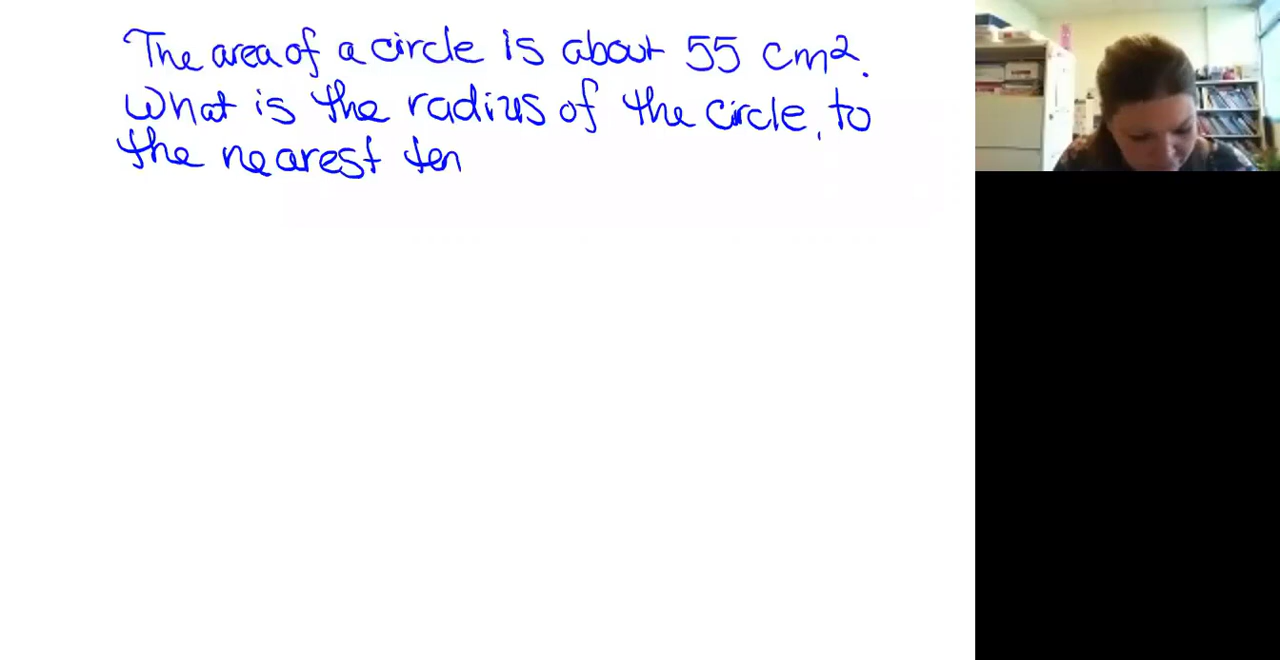 The area of a circle is about 55 cm².
What is the radius of the circle, to
the nearest ten